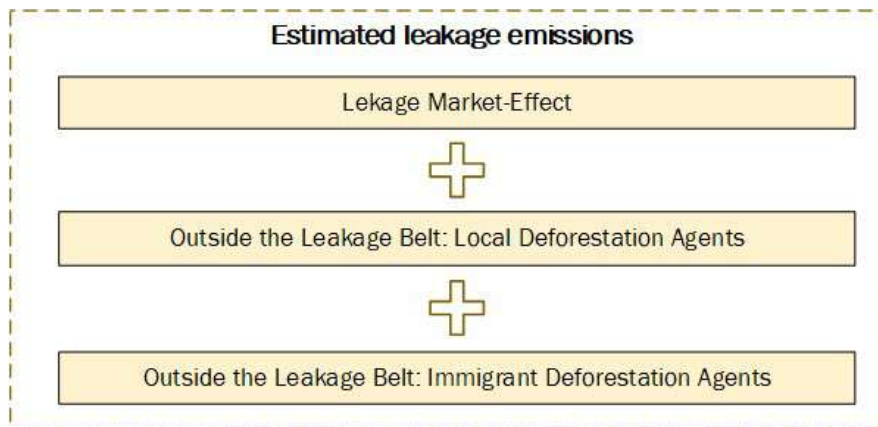 Estimated leakage emissions
Lekage Market-Effect
Outside the Leakage Belt: Local Deforestation Agents
Outside the Leakage Belt: Immigrant Deforestation Agents